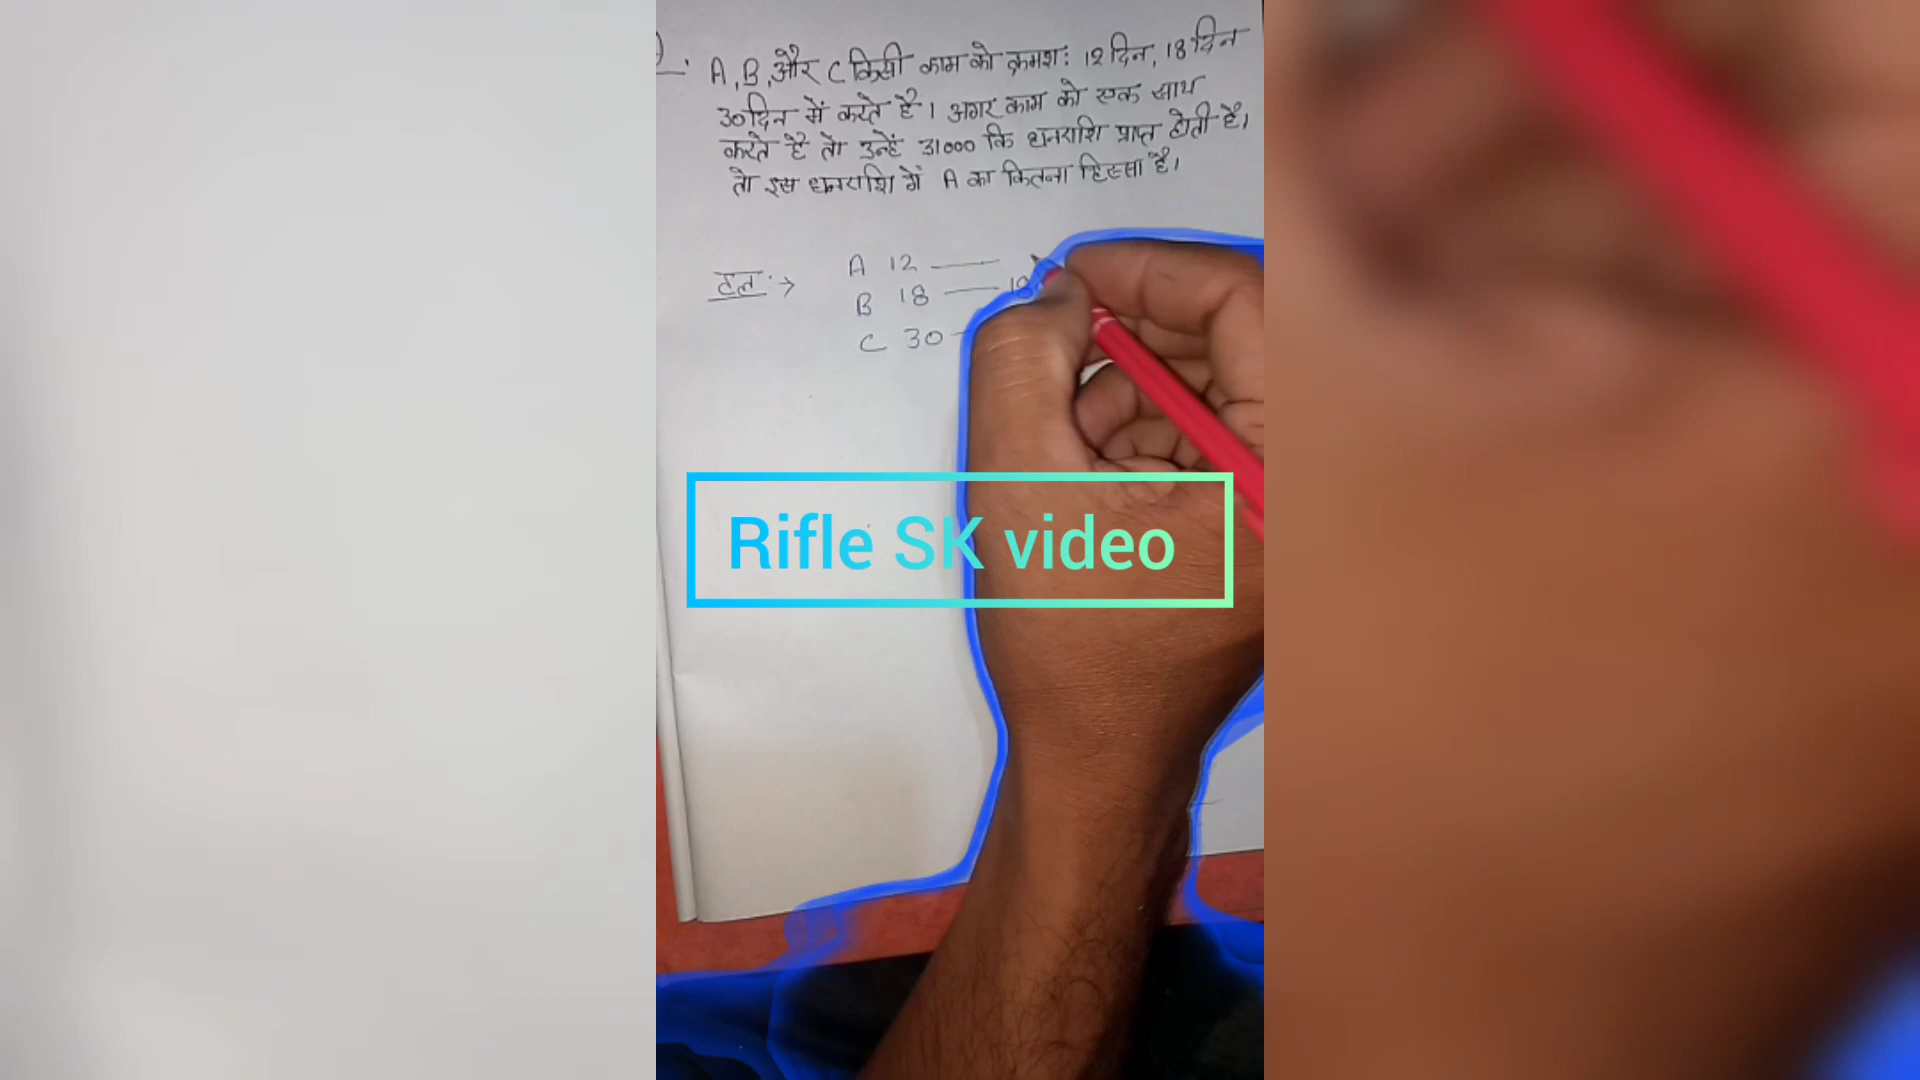 A, B, और C किसी काम को क्रमश: 12 दिन, 18 दिन
30 दिन में करते है। अगर काम को एक साथ
करते है तो उन्हें 31000 कि धनराशि प्राप्त होती है।
तो इस धनराशि में A का कितना हिस्सा है।
हल :→
A 12 —
B 18 — 18
C 30 -
Rifle SK video